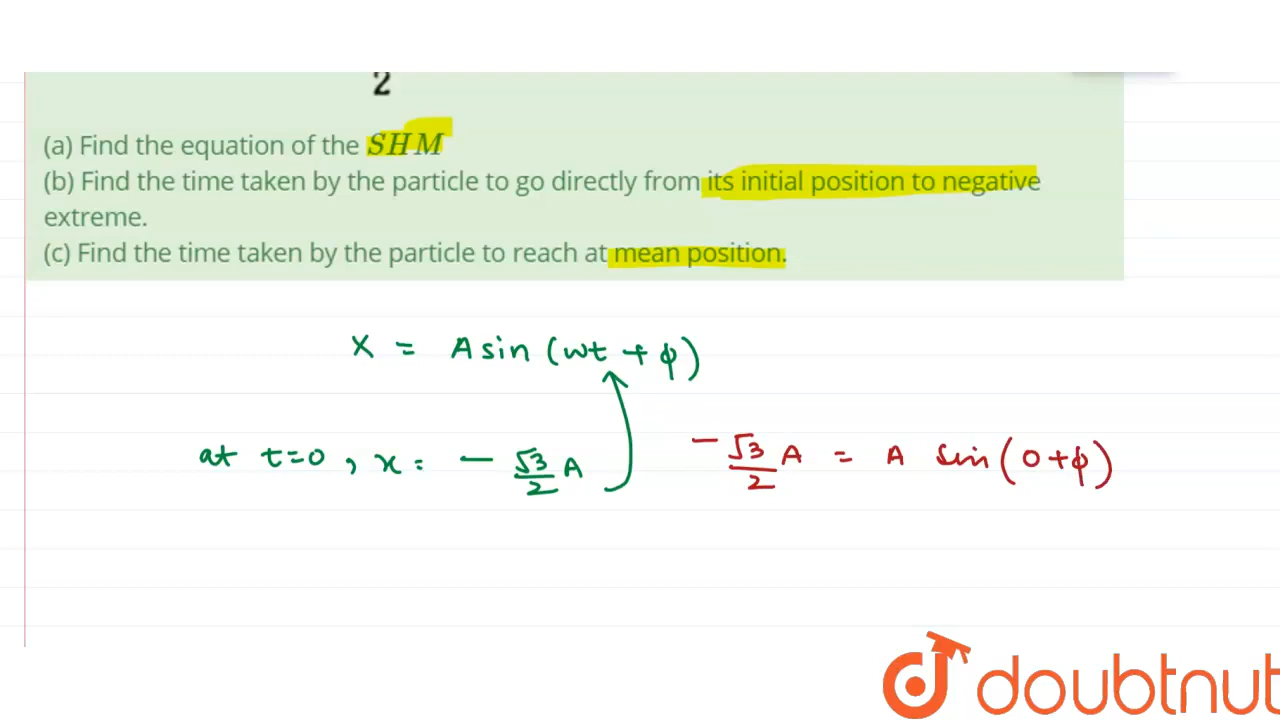 2
(a) Find the equation of the SHM
(b) Find the time taken by the particle to go directly from its initial position to negative
extreme.
(c) Find the time taken by the particle to reach at mean position.
X = A sin (wt + φ)
at t=0, x = - √3/2 A
- √3/2 A = A sin (0+φ)
doubtnut